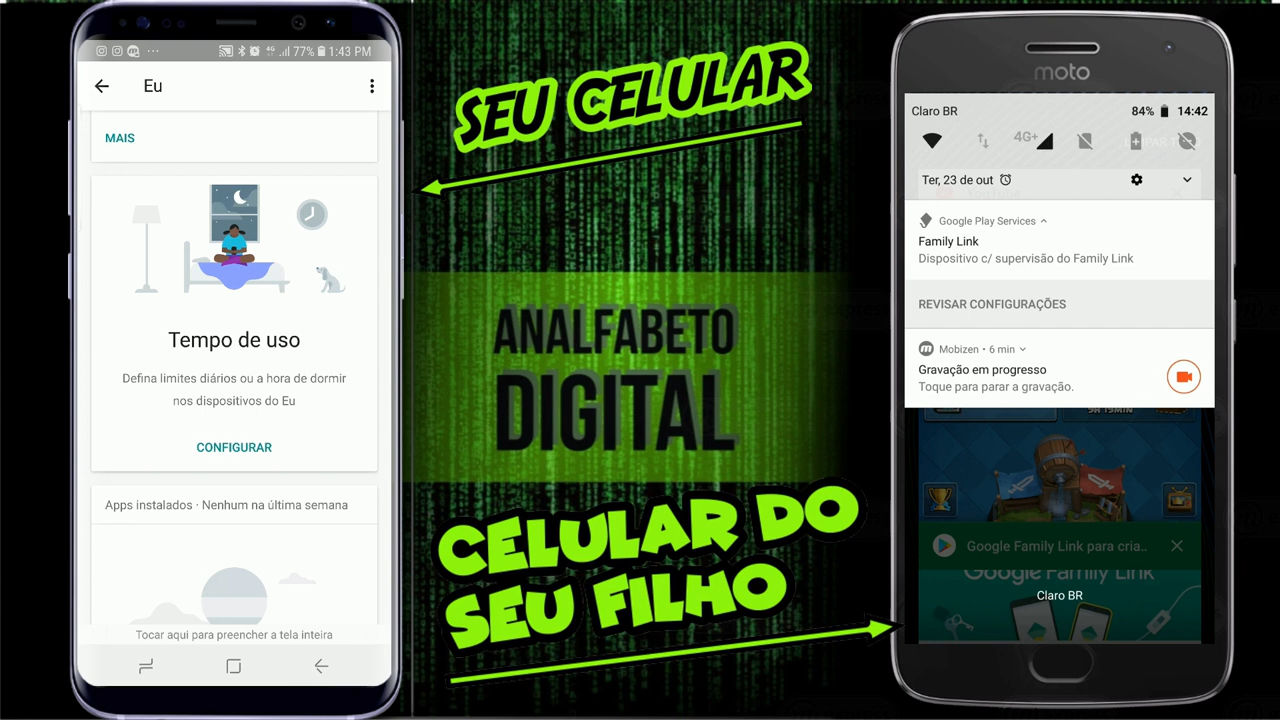 77% 1:43 PM
Eu
MAIS
Tempo de uso
Defina limites diários ou a hora de dormir
nos dispositivos do Eu
CONFIGURAR
Apps instalados · Nenhum na última semana
Tocar aqui para preencher a tela inteira
SEU CELULAR
ANALFABETO
DIGITAL
CELULAR DO
SEU FILHO
moto
Claro BR 84% 14:42
4G+
Ter, 23 de out
Google Play Services
Family Link
Dispositivo c/ supervisão do Family Link
REVISAR CONFIGURAÇÕES
Mobizen • 6 min
Gravação em progresso
Toque para parar a gravação.
9H 19MIN
Google Family Link para cria..
Google Family Link
Claro BR